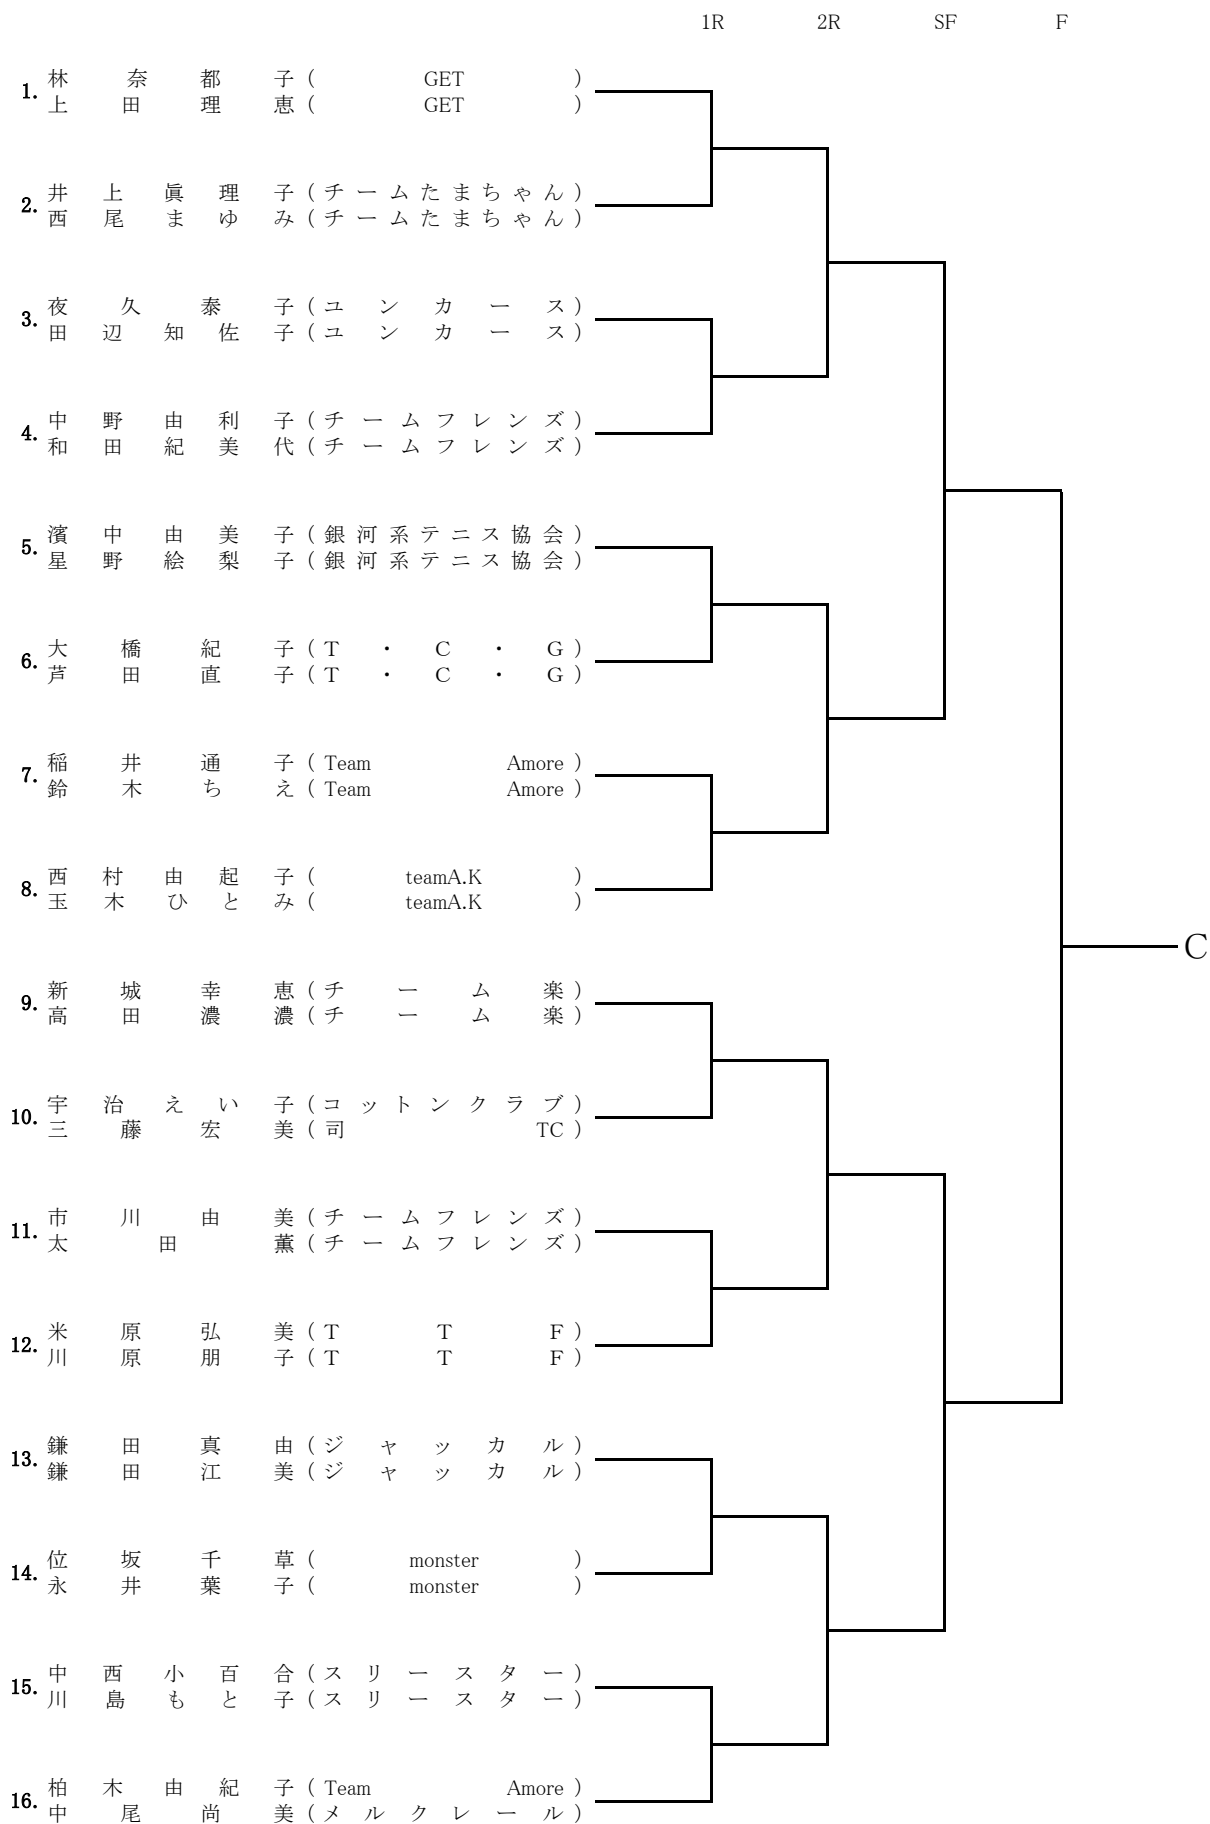 1R 2R SF F
1. 林奈都子 ( GET )
上田理恵 ( GET )
2. 井上眞理子 ( チームたまちゃん )
西尾まゆみ ( チームたまちゃん )
3. 夜久泰子 ( ユンカース )
田辺知佐子 ( ユンカース )
4. 中野由利子 ( チームフレンズ )
和田紀美代 ( チームフレンズ )
5. 濱中由美子 ( 銀河系テニス協会 )
星野絵梨子 ( 銀河系テニス協会 )
6. 大橋紀子 ( T・C・G )
芦田直子 ( T・C・G )
7. 稲井通子 ( Team Amore )
鈴木ちえ ( Team Amore )
8. 西村由起子 ( teamA.K )
玉木ひとみ ( teamA.K )
C
9. 新城幸恵 ( チーム楽 )
高田濃濃 ( チーム楽 )
10. 宇治えい子 ( コットンクラブ )
三藤宏美 ( 司 TC )
11. 市川由美 ( チームフレンズ )
太田薫 ( チームフレンズ )
12. 米原弘美 ( T T F )
川原朋子 ( T T F )
13. 鎌田真由 ( ジャッカル )
鎌田江美 ( ジャッカル )
14. 位坂千草 ( monster )
永井葉子 ( monster )
15. 中西小百合 ( スリースター )
川島もと子 ( スリースター )
16. 柏木由紀子 ( Team Amore )
中尾尚美 ( メルクレール )